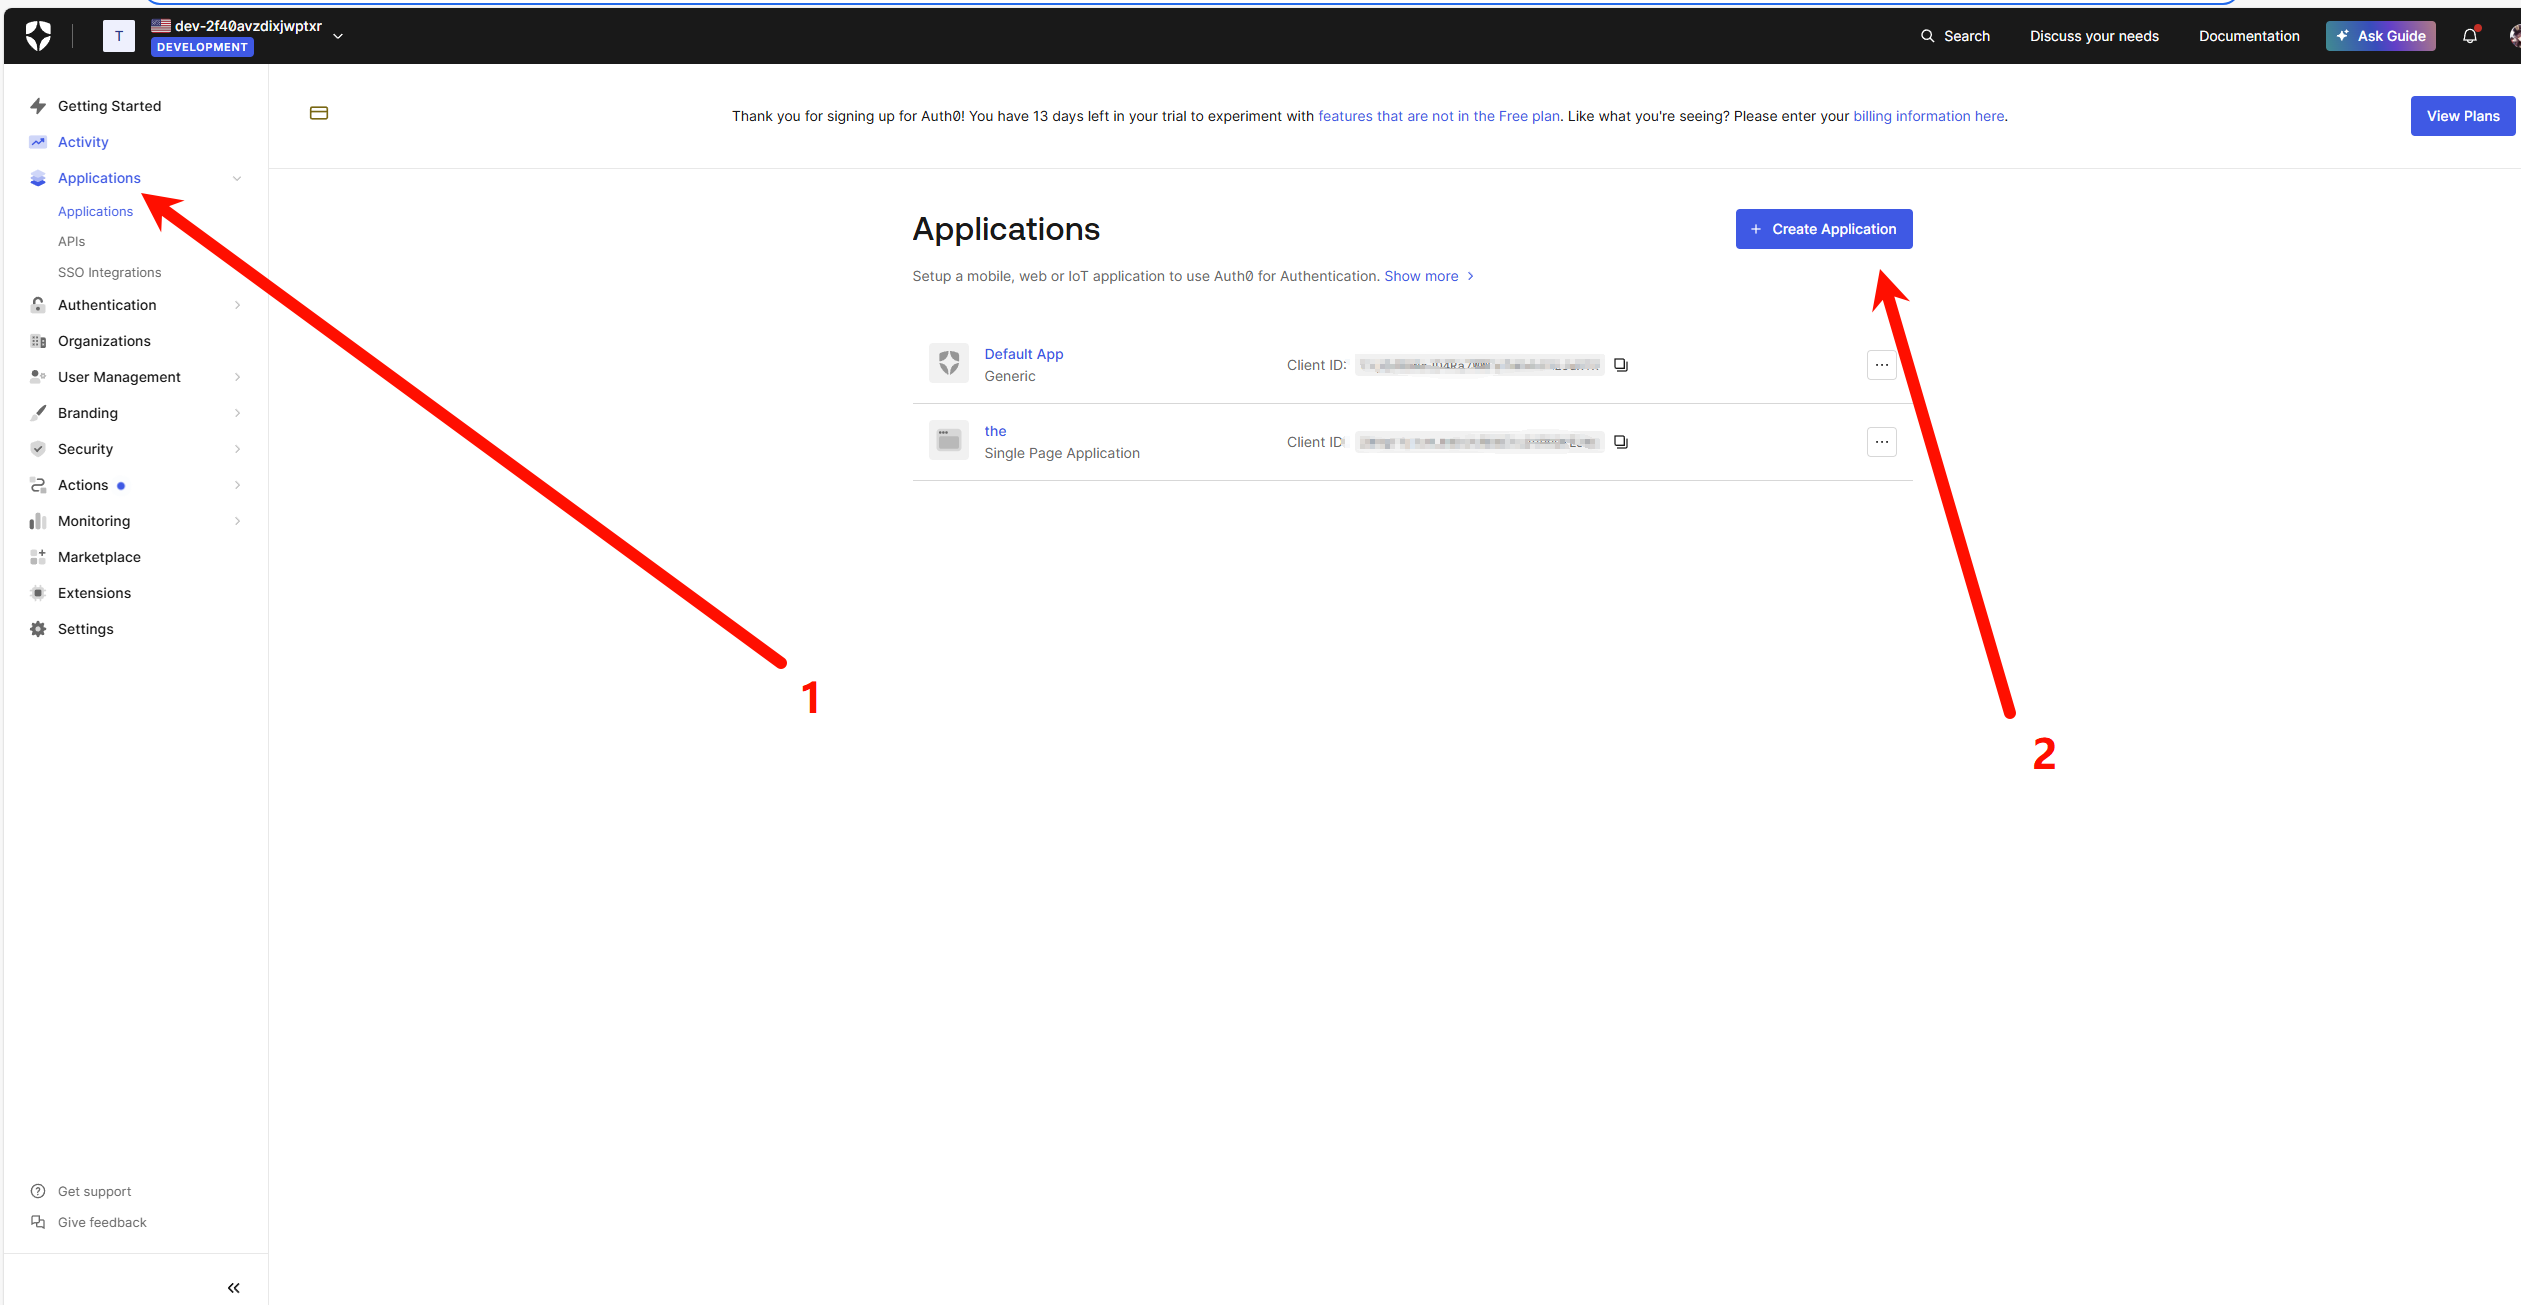 T
dev-2f40avzdixjwptxr
DEVELOPMENT
Search
Discuss your needs
Documentation
Ask Guide
Getting Started
Activity
Applications
Applications
APIs
SSO Integrations
Authentication
Organizations
User Management
Branding
Security
Actions
Monitoring
Marketplace
Extensions
Settings
Get support
Give feedback
Thank you for signing up for Auth0! You have 13 days left in your trial to experiment with features that are not in the Free plan. Like what you're seeing? Please enter your billing information here.
View Plans
Applications
+ Create Application
Setup a mobile, web or IoT application to use Auth0 for Authentication. Show more
Default App
Generic
Client ID:
the
Single Page Application
Client ID
1
2